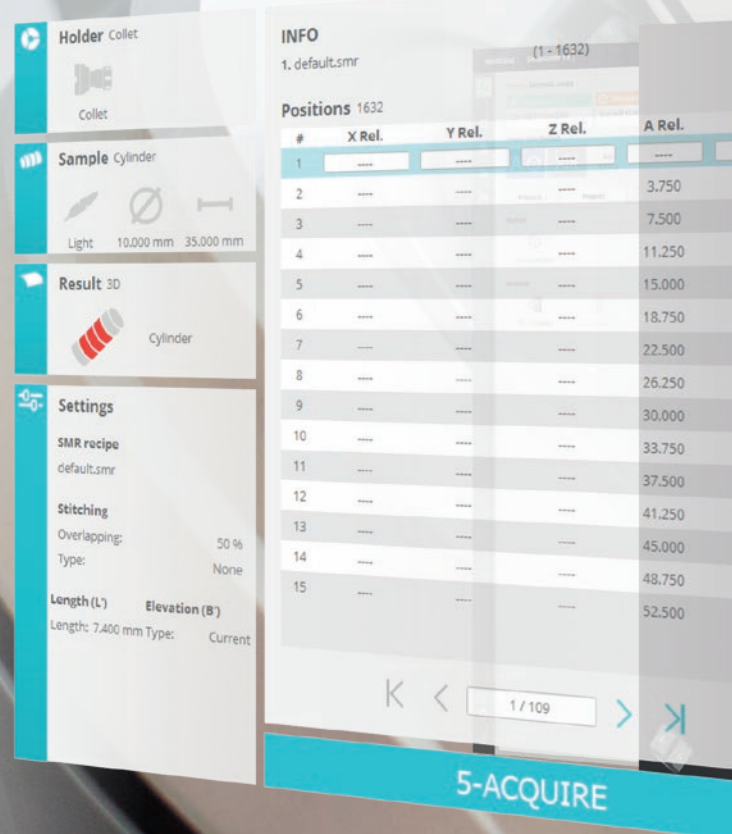 Holder Collet
Collet
Sample Cylinder
Light 10.000 mm 35.000 mm
Result 3D
Cylinder
Settings
SMR recipe
default.smr
Stitching
Overlapping: 50 %
Type: None
Length (L') Elevation (B')
Length: 7.400 mm Type: Current
INFO
1. default.smr
(1 - 1632)
Positions 1632
# X Rel. Y Rel. Z Rel. A Rel.
1 ---- ---- ---- ----
2 ---- ---- ---- 3.750
3 ---- ---- ---- 7.500
4 ---- ---- ---- 11.250
5 ---- ---- ---- 15.000
6 ---- ---- ---- 18.750
7 ---- ---- ---- 22.500
8 ---- ---- ---- 26.250
9 ---- ---- ---- 30.000
10 ---- ---- ---- 33.750
11 ---- ---- ---- 37.500
12 ---- ---- ---- 41.250
13 ---- ---- ---- 45.000
14 ---- ---- ---- 48.750
15 ---- ---- ---- 52.500
1 / 109
5-ACQUIRE